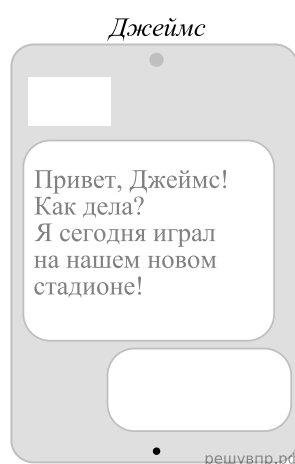 Джеймс
Привет, Джеймс!
Как дела?
Я сегодня играл
на нашем новом
стадионе!
решувпр.рф